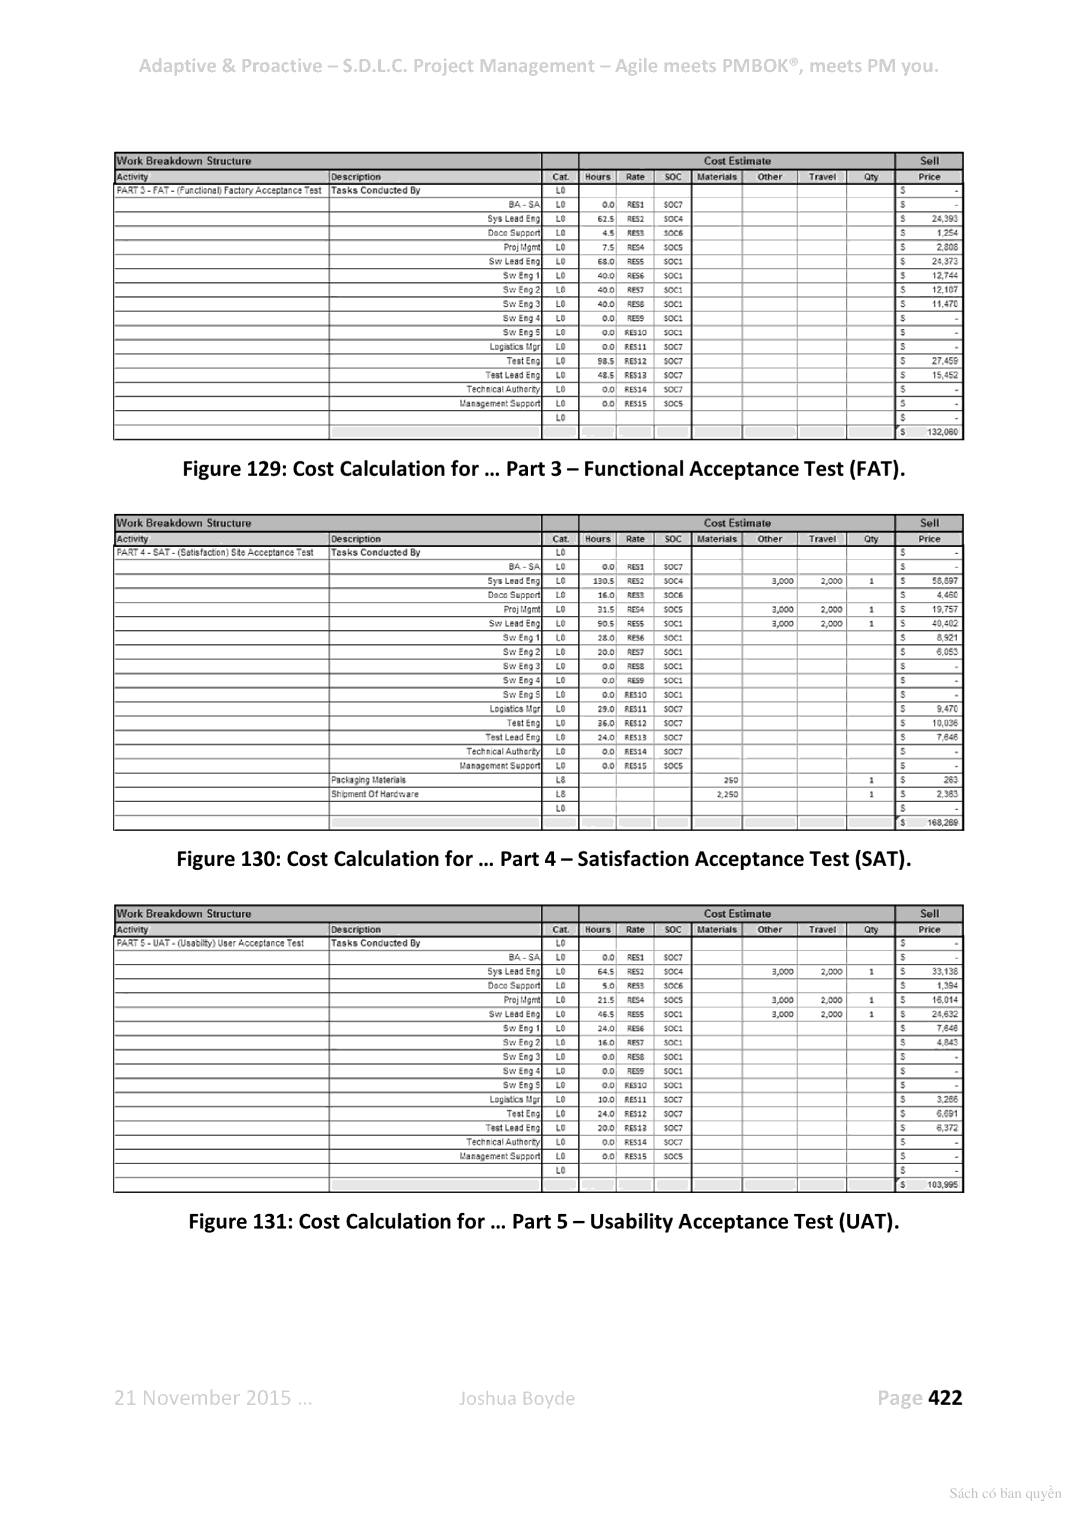 Adaptive & Proactive – S.D.L.C. Project Management – Agile meets PMBOK®, meets PM you.
Work Breakdown Structure Cost Estimate Sell
Activity Description Cat. Hours Rate SOC Materials Other Travel Qty Price
PART 3 - FAT - (Functional) Factory Acceptance Test Tasks Conducted By L0 $ -
BA - SA L0 0.0 RES1 SOC7 $ -
Sys Lead Eng L0 62.5 RES2 SOC4 $ 24,393
Doco Support L0 4.5 RES3 SOC6 $ 1,254
Proj Mgmt L0 7.5 RES4 SOC5 $ 2,808
Sw Lead Eng L0 68.0 RES5 SOC1 $ 24,373
Sw Eng 1 L0 40.0 RES6 SOC1 $ 12,744
Sw Eng 2 L0 40.0 RES7 SOC1 $ 12,107
Sw Eng 3 L0 40.0 RES8 SOC1 $ 11,470
Sw Eng 4 L0 0.0 RES9 SOC1 $ -
Sw Eng 5 L0 0.0 RES10 SOC1 $ -
Logistics Mgr L0 0.0 RES11 SOC7 $ -
Test Eng L0 98.5 RES12 SOC7 $ 27,459
Test Lead Eng L0 48.5 RES13 SOC7 $ 15,452
Technical Authority L0 0.0 RES14 SOC7 $ -
Management Support L0 0.0 RES15 SOC5 $ -
L0 $ -
$ 132,060
Figure 129: Cost Calculation for … Part 3 – Functional Acceptance Test (FAT).
Work Breakdown Structure Cost Estimate Sell
Activity Description Cat. Hours Rate SOC Materials Other Travel Qty Price
PART 4 - SAT - (Satisfaction) Site Acceptance Test Tasks Conducted By L0 $ -
BA - SA L0 0.0 RES1 SOC7 $ -
Sys Lead Eng L0 130.5 RES2 SOC4 3,000 2,000 1 $ 58,897
Doco Support L0 16.0 RES3 SOC6 $ 4,460
Proj Mgmt L0 31.5 RES4 SOC5 3,000 2,000 1 $ 19,757
Sw Lead Eng L0 90.5 RES5 SOC1 3,000 2,000 1 $ 40,402
Sw Eng 1 L0 28.0 RES6 SOC1 $ 8,921
Sw Eng 2 L0 20.0 RES7 SOC1 $ 6,053
Sw Eng 3 L0 0.0 RES8 SOC1 $ -
Sw Eng 4 L0 0.0 RES9 SOC1 $ -
Sw Eng 5 L0 0.0 RES10 SOC1 $ -
Logistics Mgr L0 29.0 RES11 SOC7 $ 9,470
Test Eng L0 36.0 RES12 SOC7 $ 10,036
Test Lead Eng L0 24.0 RES13 SOC7 $ 7,646
Technical Authority L0 0.0 RES14 SOC7 $ -
Management Support L0 0.0 RES15 SOC5 $ -
Packaging Materials L8 250 1 $ 263
Shipment Of Hardware L8 2,250 1 $ 2,363
L0 $ -
$ 168,269
Figure 130: Cost Calculation for … Part 4 – Satisfaction Acceptance Test (SAT).
Work Breakdown Structure Cost Estimate Sell
Activity Description Cat. Hours Rate SOC Materials Other Travel Qty Price
PART 5 - UAT - (Usability) User Acceptance Test Tasks Conducted By L0 $ -
BA - SA L0 0.0 RES1 SOC7 $ -
Sys Lead Eng L0 64.5 RES2 SOC4 3,000 2,000 1 $ 33,138
Doco Support L0 5.0 RES3 SOC6 $ 1,394
Proj Mgmt L0 21.5 RES4 SOC5 3,000 2,000 1 $ 16,014
Sw Lead Eng L0 46.5 RES5 SOC1 3,000 2,000 1 $ 24,632
Sw Eng 1 L0 24.0 RES6 SOC1 $ 7,646
Sw Eng 2 L0 16.0 RES7 SOC1 $ 4,843
Sw Eng 3 L0 0.0 RES8 SOC1 $ -
Sw Eng 4 L0 0.0 RES9 SOC1 $ -
Sw Eng 5 L0 0.0 RES10 SOC1 $ -
Logistics Mgr L0 10.0 RES11 SOC7 $ 3,266
Test Eng L0 24.0 RES12 SOC7 $ 6,691
Test Lead Eng L0 20.0 RES13 SOC7 $ 6,372
Technical Authority L0 0.0 RES14 SOC7 $ -
Management Support L0 0.0 RES15 SOC5 $ -
L0 $ -
$ 103,995
Figure 131: Cost Calculation for … Part 5 – Usability Acceptance Test (UAT).
21 November 2015 … Joshua Boyde Page 422
Sách có bản quyền